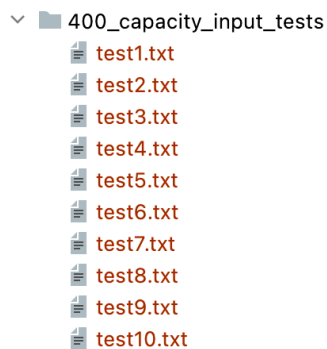 400_capacity_input_tests
test1.txt
test2.txt
test3.txt
test4.txt
test5.txt
test6.txt
test7.txt
test8.txt
test9.txt
test10.txt